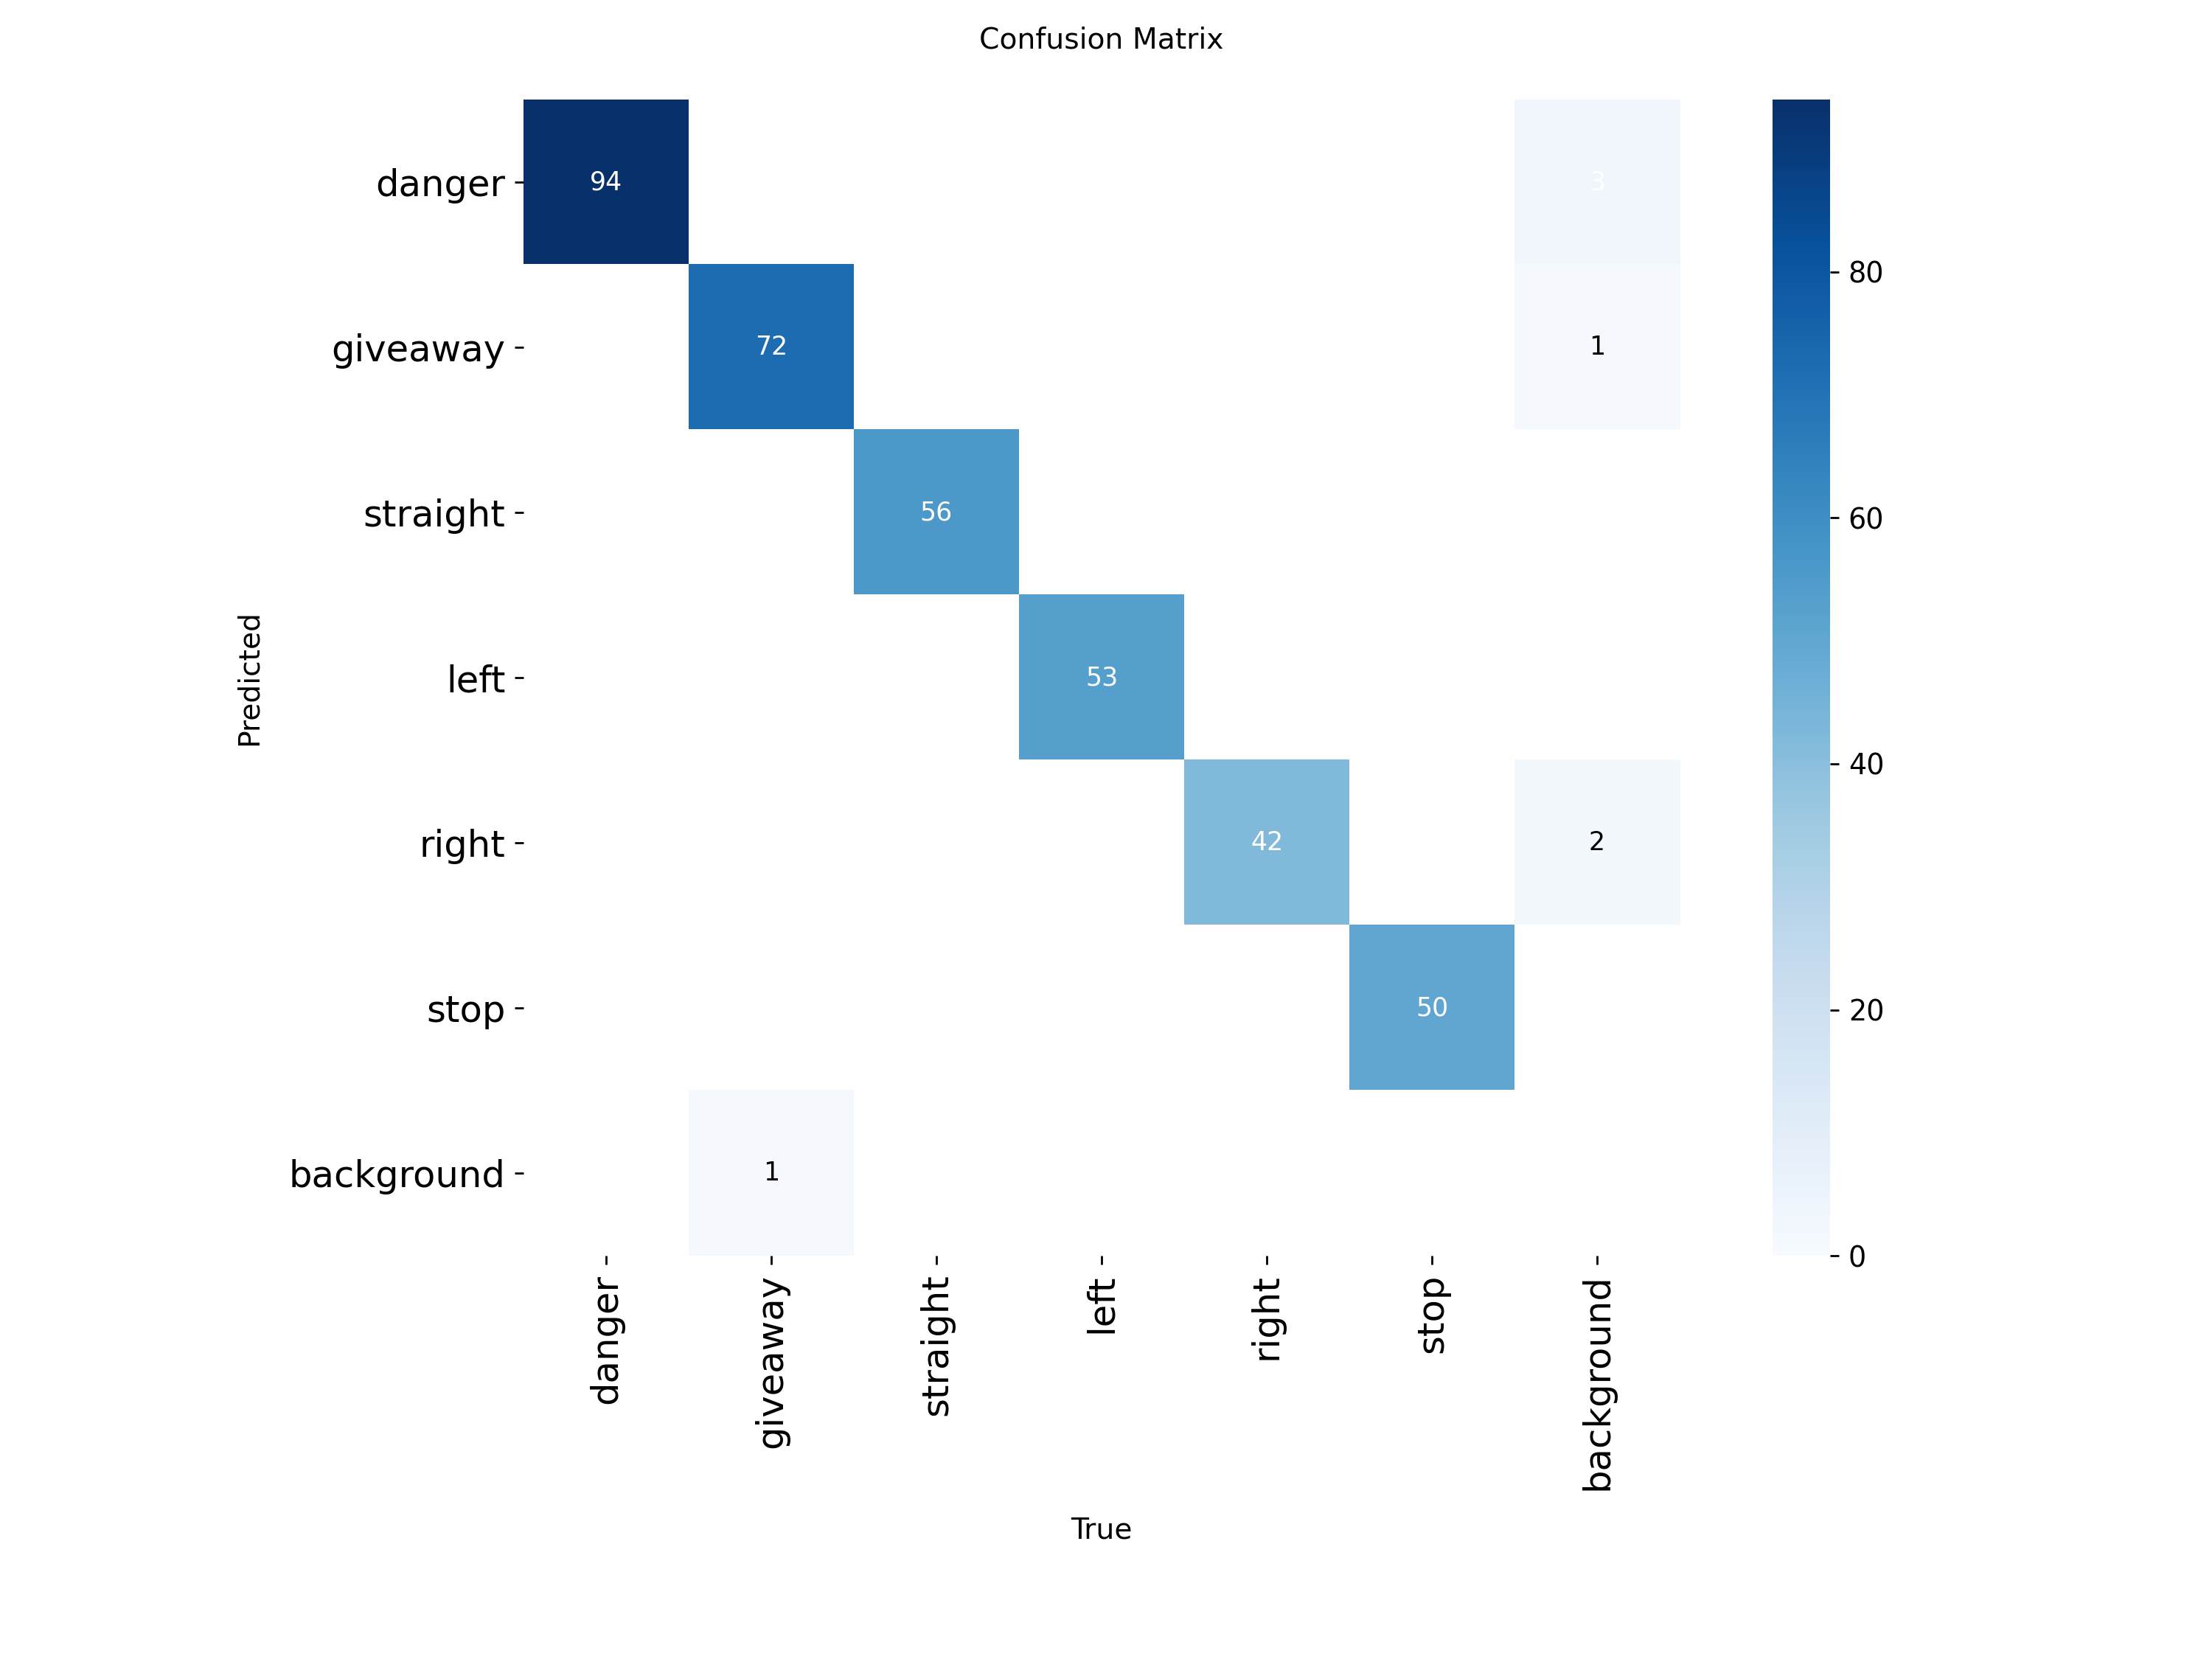 Confusion Matrix
danger
94
3
80
giveaway
72
1
60
straight
56
left
53
Predicted
40
right
42
2
20
stop
50
background
1
0
danger
giveaway
straight
left
right
stop
background
True